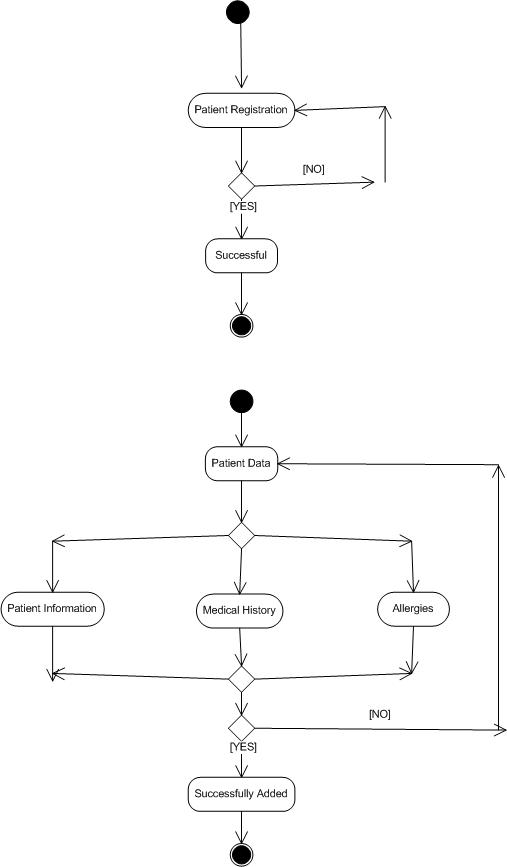 Patient Registration
[NO]
[YES]
Successful
Patient Data
Patient Information
Medical History
Allergies
[NO]
[YES]
Successfully Added